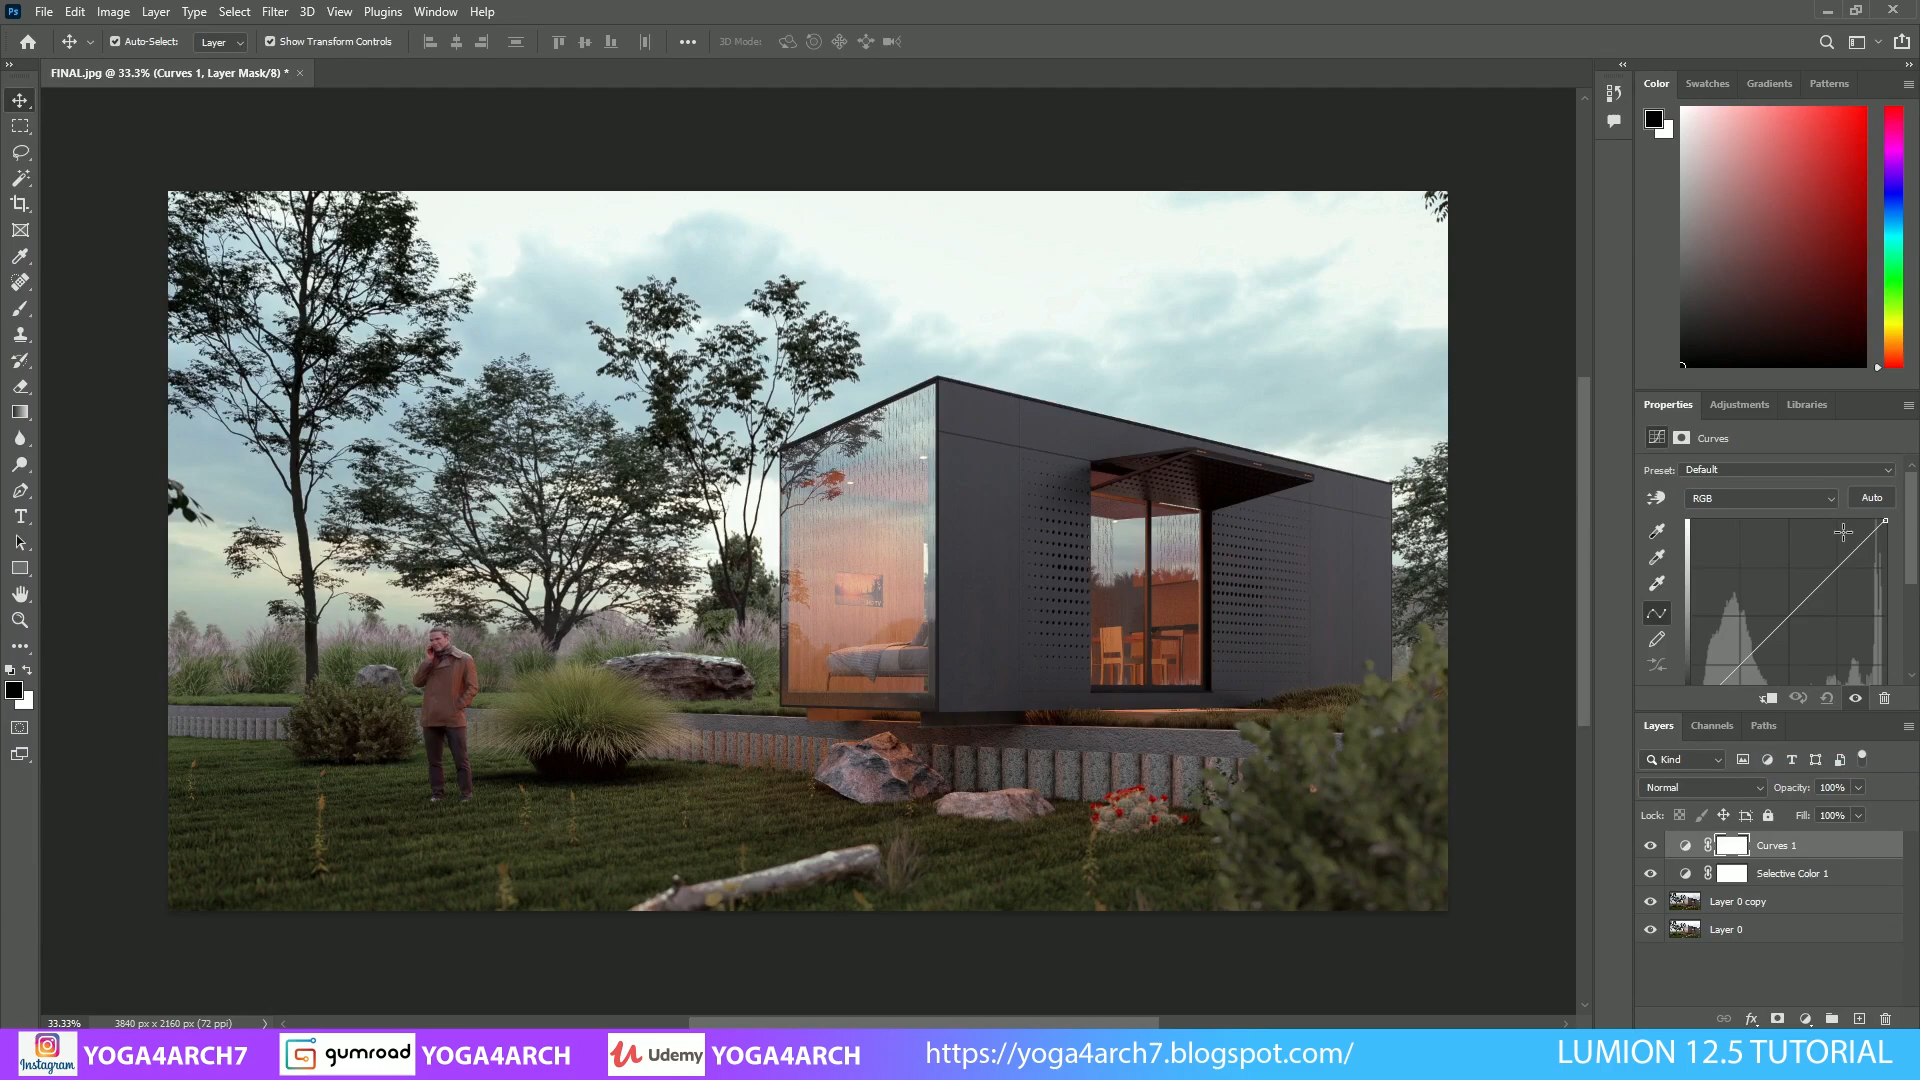 Ps File Edit Image Layer Type Select Filter 3D View Plugins Window Help
Auto-Select: Layer Show Transform Controls 3D Mode:
FINAL.jpg @ 33.3% (Curves 1, Layer Mask/8) *
Color Swatches Gradients Patterns
Properties Adjustments Libraries
Curves
Preset: Default
RGB Auto
Layers Channels Paths
Kind
Normal Opacity: 100%
Lock: Fill: 100%
Curves 1
Selective Color 1
Layer 0 copy
Layer 0
33.33% 3840 px x 2160 px (72 ppi)
Instagram YOGA4ARCH7 gumroad YOGA4ARCH Udemy YOGA4ARCH https://yoga4arch7.blogspot.com/ LUMION 12.5 TUTORIAL